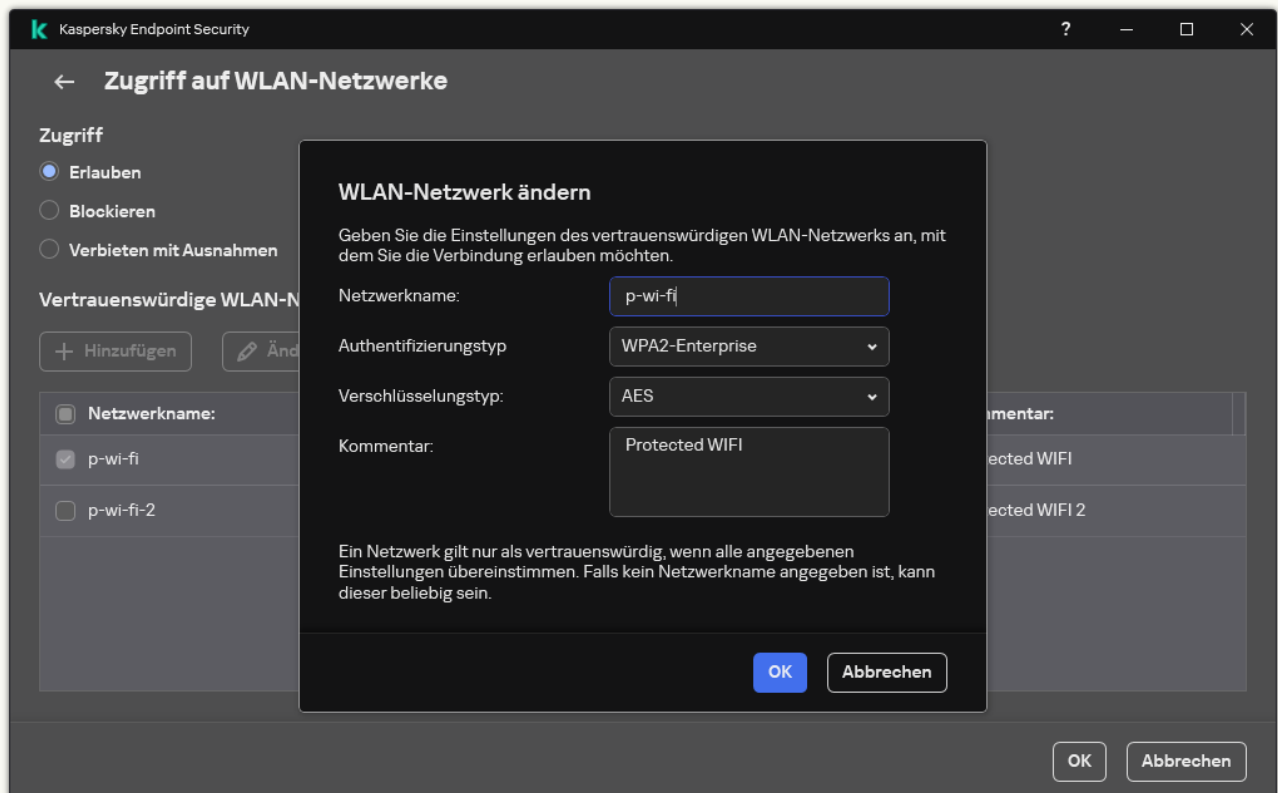 Kaspersky Endpoint Security
?
Zugriff auf WLAN-Netzwerke
Zugriff
Erlauben
Blockieren
Verbieten mit Ausnahmen
Vertrauenswürdige WLAN-N
Hinzufügen
Änd
Netzwerkname:
mmentar:
p-wi-fi
ected WIFI
p-wi-fi-2
ected WIFI 2
WLAN-Netzwerk ändern
Geben Sie die Einstellungen des vertrauenswürdigen WLAN-Netzwerks an, mit
dem Sie die Verbindung erlauben möchten.
Netzwerkname:
p-wi-fi
Authentifizierungstyp
WPA2-Enterprise
Verschlüsselungstyp:
AES
Kommentar:
Protected WIFI
Ein Netzwerk gilt nur als vertrauenswürdig, wenn alle angegebenen
Einstellungen übereinstimmen. Falls kein Netzwerkname angegeben ist, kann
dieser beliebig sein.
OK
Abbrechen
OK
Abbrechen